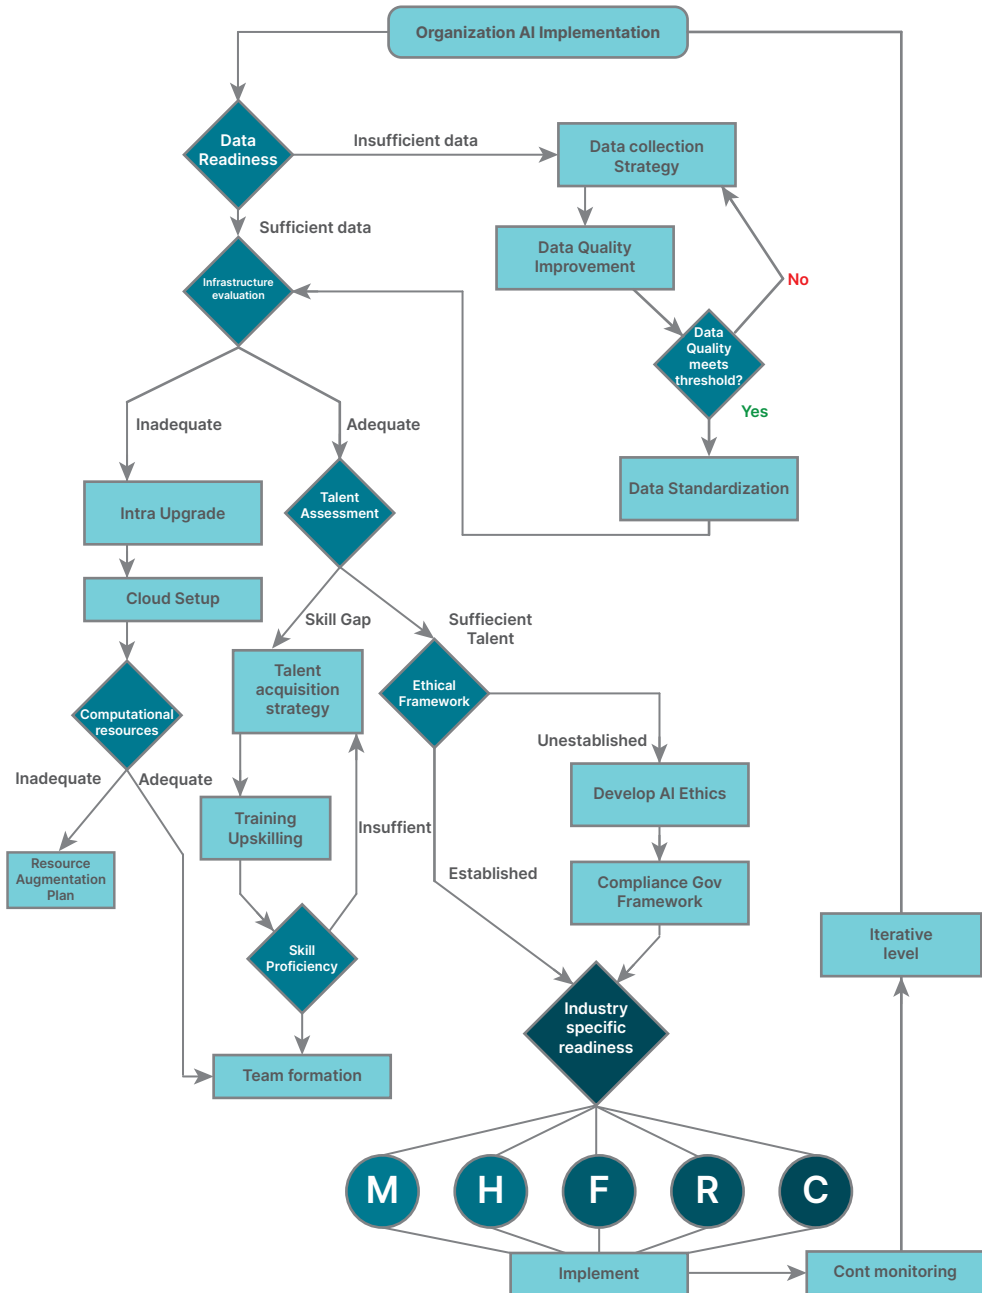 Organization AI Implementation
Data
Readiness
Insufficient data
Data collection
Strategy
Sufficient data
Data Quality
Improvement
Infrastructure
evaluation
No
Data
Quality
meets
threshold?
Yes
Inadequate
Adequate
Data Standardization
Intra Upgrade
Talent
Assessment
Cloud Setup
Skill Gap
Suffiecient
Talent
Talent
acquisition
strategy
Ethical
Framework
Computational
resources
Unestablished
Inadequate
Adequate
Develop AI Ethics
Training
Upskilling
Insuffient
Resource
Augmentation
Plan
Established
Compliance Gov
Framework
Iterative
level
Skill
Proficiency
Industry
specific
readiness
Team formation
M
H
F
R
C
Implement
Cont monitoring